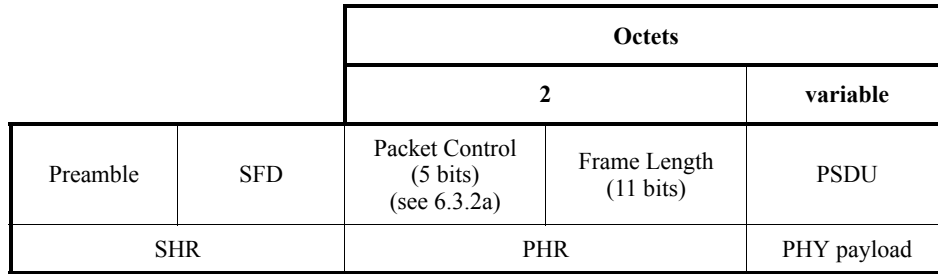 Octets
2
variable
Preamble
SFD
Packet Control
(5 bits)
(see 6.3.2a)
Frame Length
(11 bits)
PSDU
SHR
PHR
PHY payload